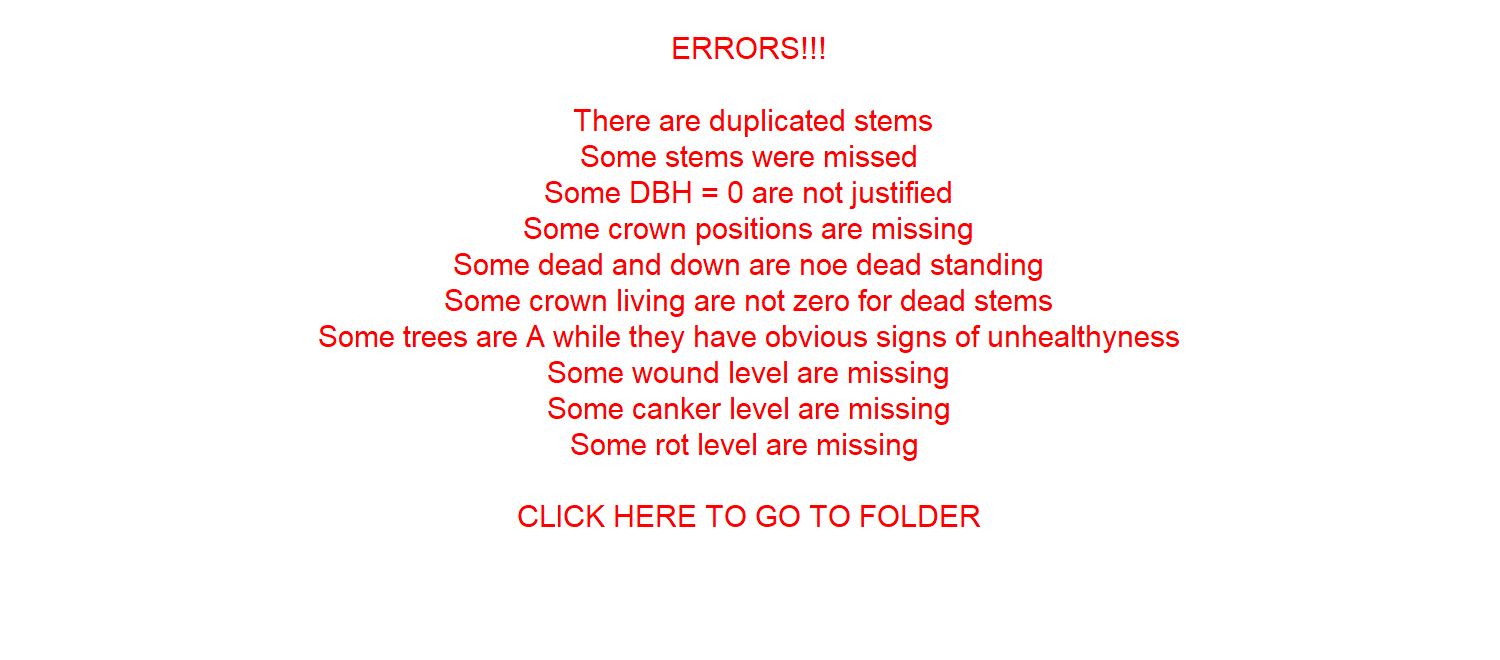 ERRORS!!!
There are duplicated stems
Some stems were missed
Some DBH = 0 are not justified
Some crown positions are missing
Some dead and down are noe dead standing
Some crown living are not zero for dead stems
Some trees are A while they have obvious signs of unhealthyness
Some wound level are missing
Some canker level are missing
Some rot level are missing
CLICK HERE TO GO TO FOLDER